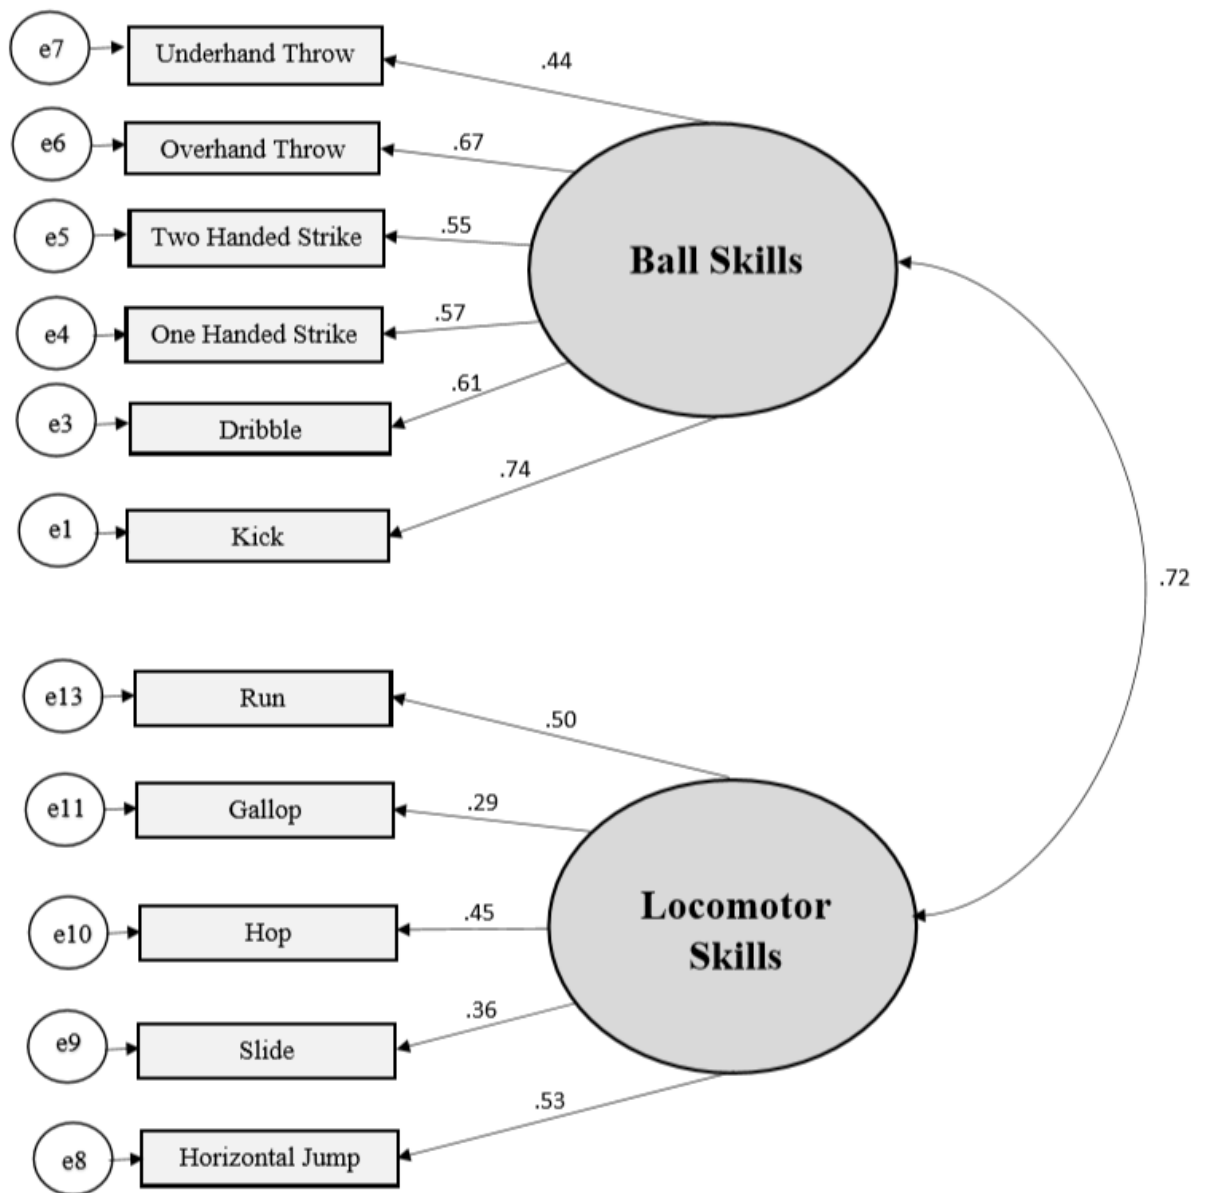 e7
Underhand Throw
.44
e6
Overhand Throw
.67
e5
Two Handed Strike
.55
Ball Skills
e4
One Handed Strike
.57
e3
Dribble
.61
e1
Kick
.74
.72
e13
Run
.50
e11
Gallop
.29
e10
Hop
.45
Locomotor
Skills
e9
Slide
.36
e8
Horizontal Jump
.53